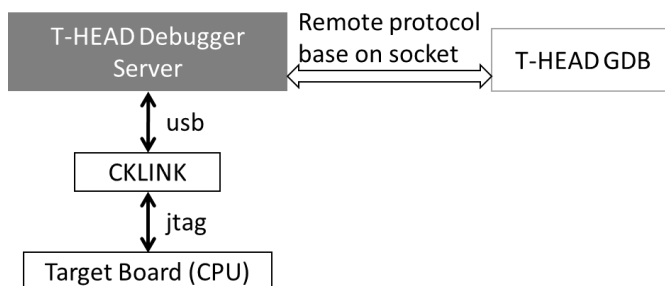 T-HEAD Debugger
Server
Remote protocol
base on socket
T-HEAD GDB
usb
CKLINK
jtag
Target Board (CPU)